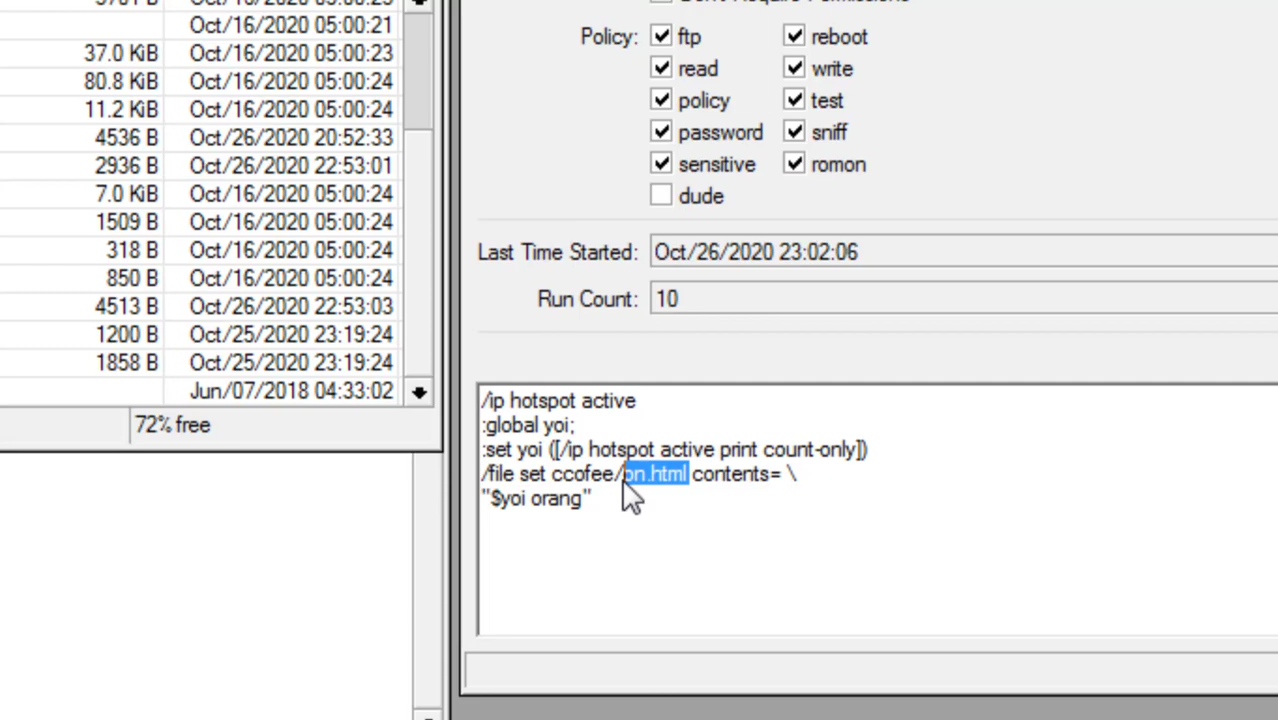 Oct/16/2020 05:00:21
37.0 KiB Oct/16/2020 05:00:23
80.8 KiB Oct/16/2020 05:00:24
11.2 KiB Oct/16/2020 05:00:24
4536 B Oct/26/2020 20:52:33
2936 B Oct/26/2020 22:53:01
7.0 KiB Oct/16/2020 05:00:24
1509 B Oct/16/2020 05:00:24
318 B Oct/16/2020 05:00:24
850 B Oct/16/2020 05:00:24
4513 B Oct/26/2020 22:53:03
1200 B Oct/25/2020 23:19:24
1858 B Oct/25/2020 23:19:24
Jun/07/2018 04:33:02
72% free
Don't Require Permissions
Policy: ftp reboot
read write
policy test
password sniff
sensitive romon
dude
Last Time Started: Oct/26/2020 23:02:06
Run Count: 10
/ip hotspot active
:global yoi;
:set yoi ([/ip hotspot active print count-only])
/file set ccofee/on.html contents= \
"$yoi orang"